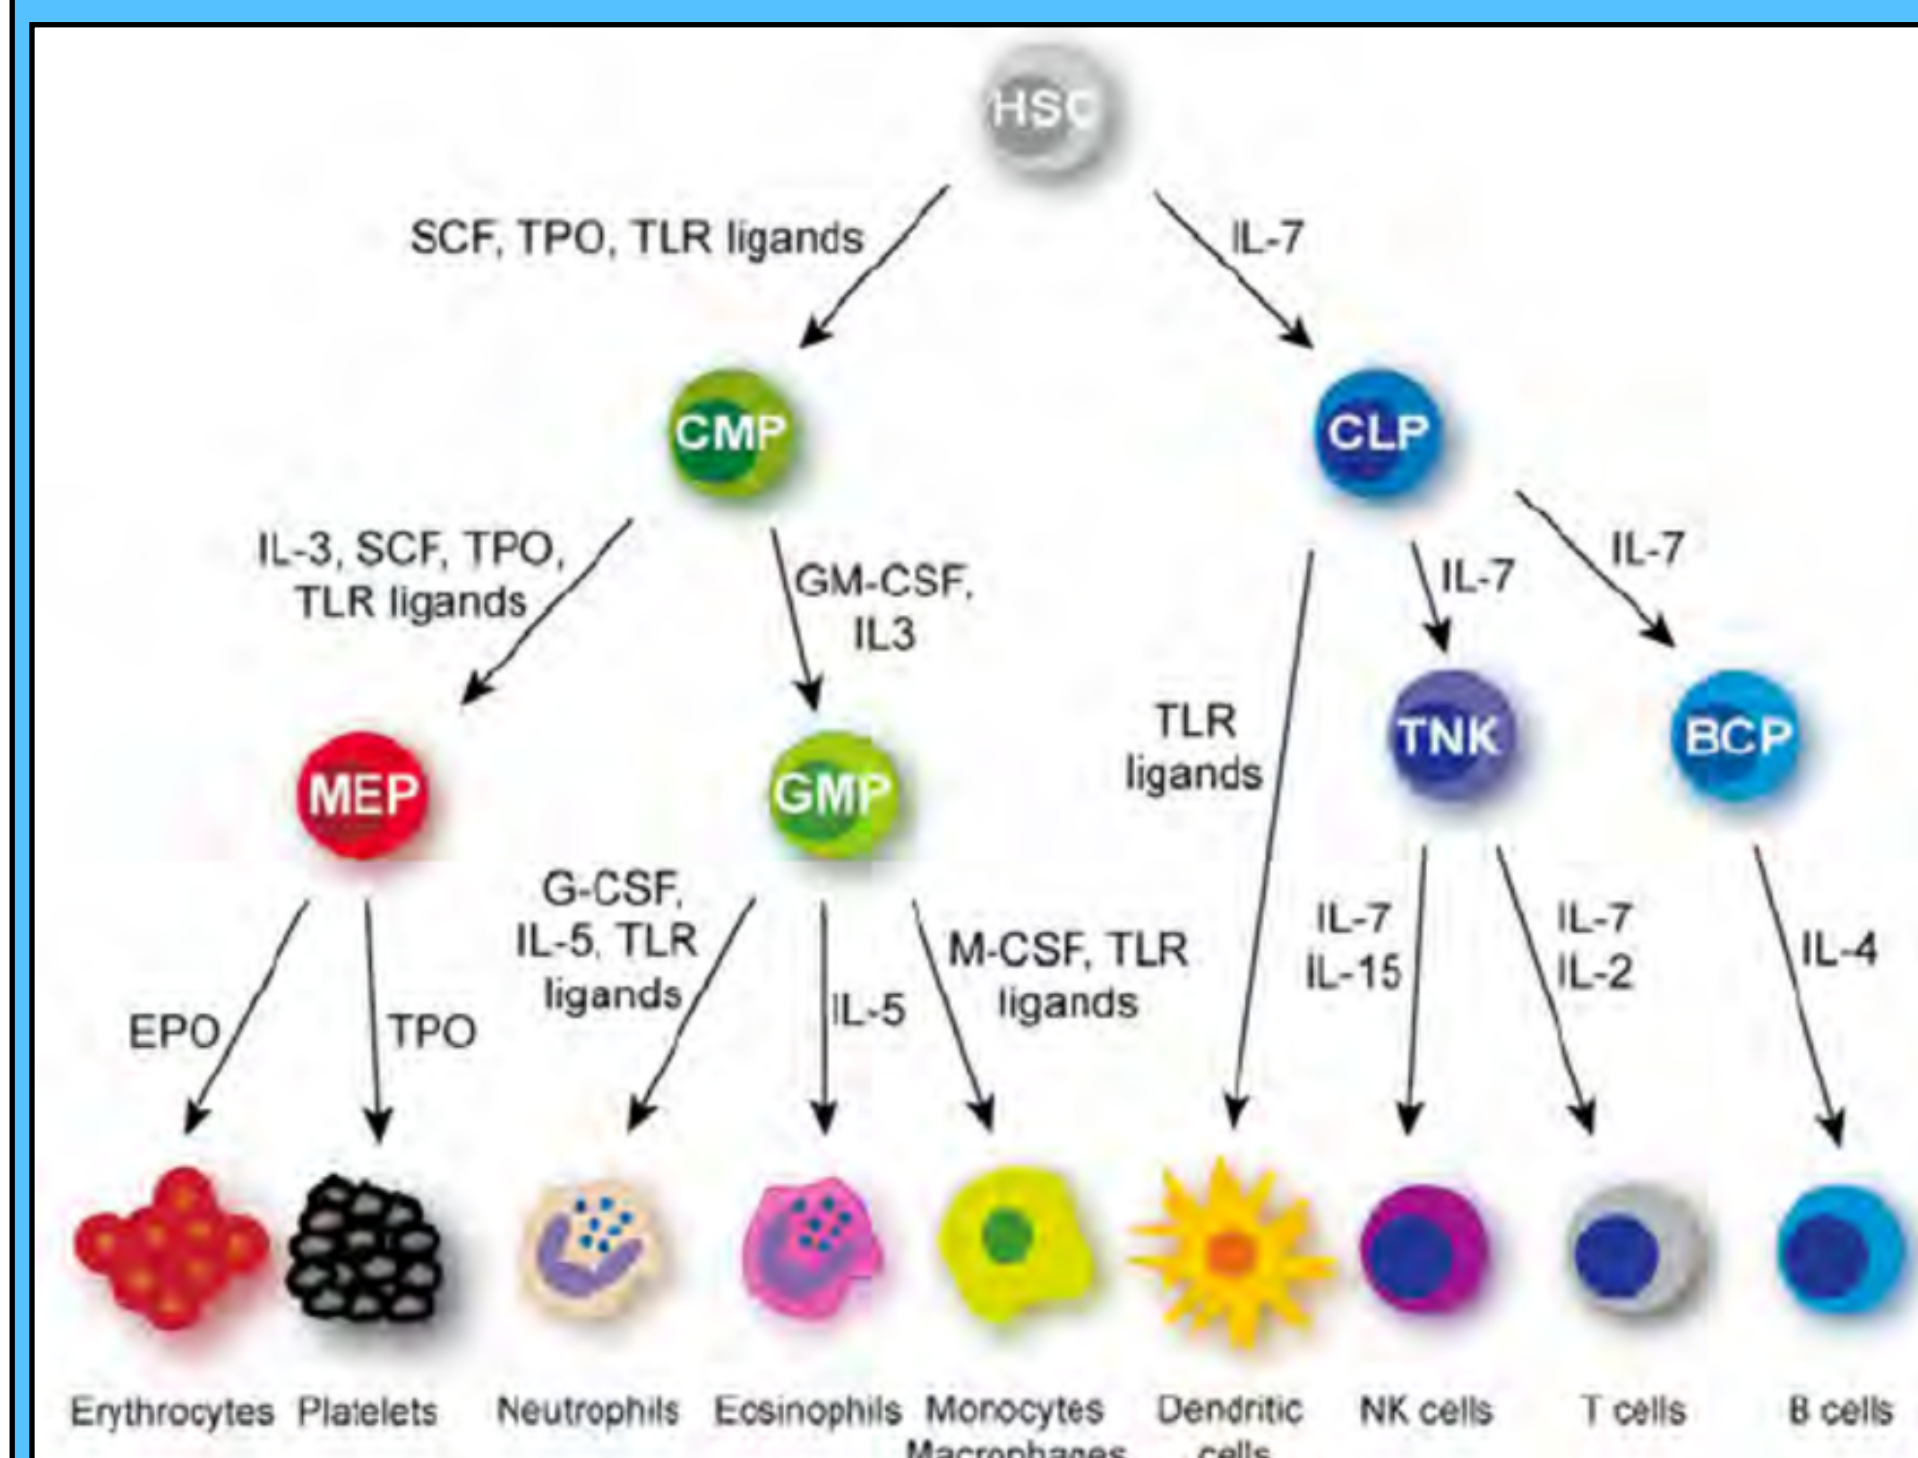 HSC
SCF, TPO, TLR ligands
IL-7
CMP
CLP
IL-3, SCF, TPO,
TLR ligands
GM-CSF,
IL3
IL-7
IL-7
TLR
ligands
MEP
GMP
TNK
BCP
EPO
TPO
G-CSF,
IL-5, TLR
ligands
IL-5
M-CSF, TLR
ligands
IL-7
IL-15
IL-7
IL-2
IL-4
Erythrocytes
Platelets
Neutrophils
Eosinophils
Monocytes
Macrophages
Dendritic
cells
NK cells
T cells
B cells